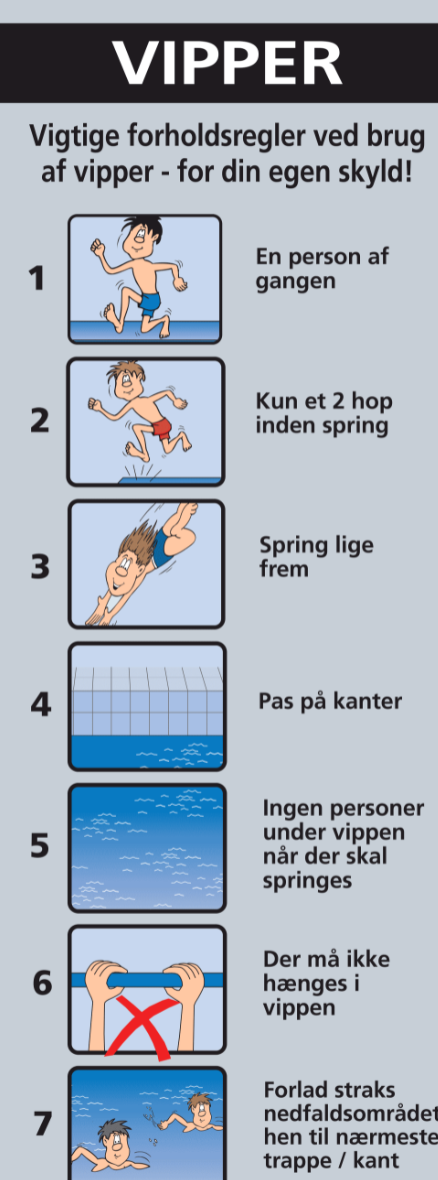 VIPPER
Vigtige forholdsregler ved brug
af vipper - for din egen skyld!
1
En person af
gangen
2
Kun et 2 hop
inden spring
3
Spring lige
frem
4
Pas på kanter
5
Ingen personer
under vippen
når der skal
springes
6
Der må ikke
hænges i
vippen
7
Forlad straks
nedfaldsområdet
hen til nærmeste
trappe / kant